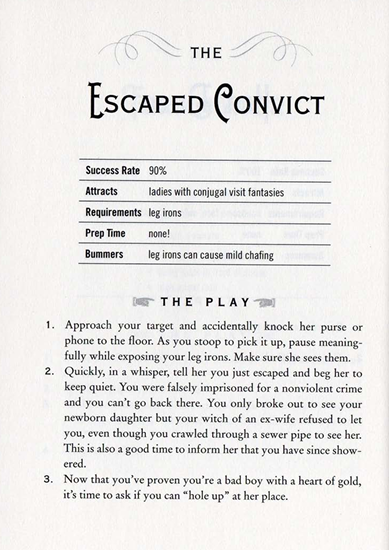 THE
ESCAPED CONVICT
Success Rate 90%
Attracts ladies with conjugal visit fantasies
Requirements leg irons
Prep Time none!
Bummers leg irons can cause mild chafing
THE PLAY
1. Approach your target and accidentally knock her purse or
phone to the floor. As you stoop to pick it up, pause meaning-
fully while exposing your leg irons. Make sure she sees them.
2. Quickly, in a whisper, tell her you just escaped and beg her to
keep quiet. You were falsely imprisoned for a nonviolent crime
and you can't go back there. You only broke out to see your
newborn daughter but your witch of an ex-wife refused to let
you, even though you crawled through a sewer pipe to see her.
This is also a good time to inform her that you have since show-
ered.
3. Now that you've proven you're a bad boy with a heart of gold,
it's time to ask if you can "hole up" at her place.